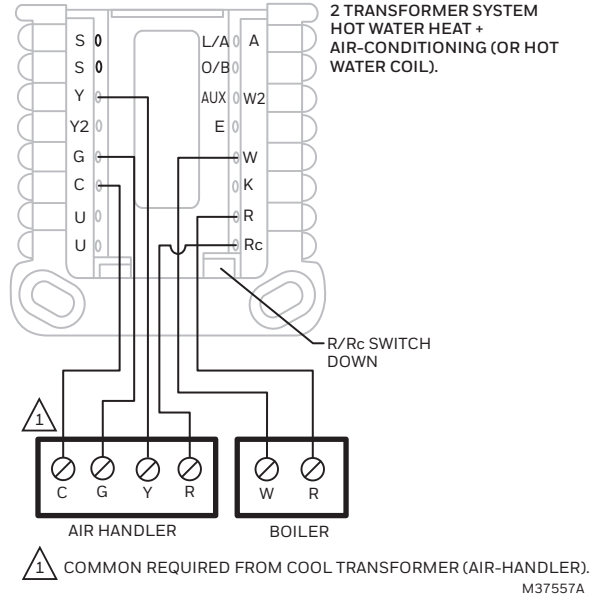 2 TRANSFORMER SYSTEM
HOT WATER HEAT +
AIR-CONDITIONING (OR HOT
WATER COIL).
S L/A A
S O/B
Y AUX W2
Y2 E
G W
C K
U R
U Rc
R/Rc SWITCH
DOWN
1
C G Y R W R
AIR HANDLER BOILER
1 COMMON REQUIRED FROM COOL TRANSFORMER (AIR-HANDLER).
M37557A